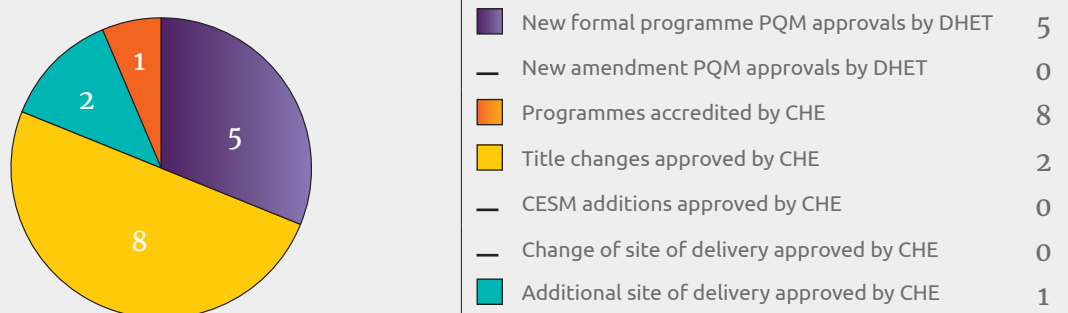 1
2
5
8
New formal programme PQM approvals by DHET 5
New amendment PQM approvals by DHET 0
Programmes accredited by CHE 8
Title changes approved by CHE 2
CESM additions approved by CHE 0
Change of site of delivery approved by CHE 0
Additional site of delivery approved by CHE 1